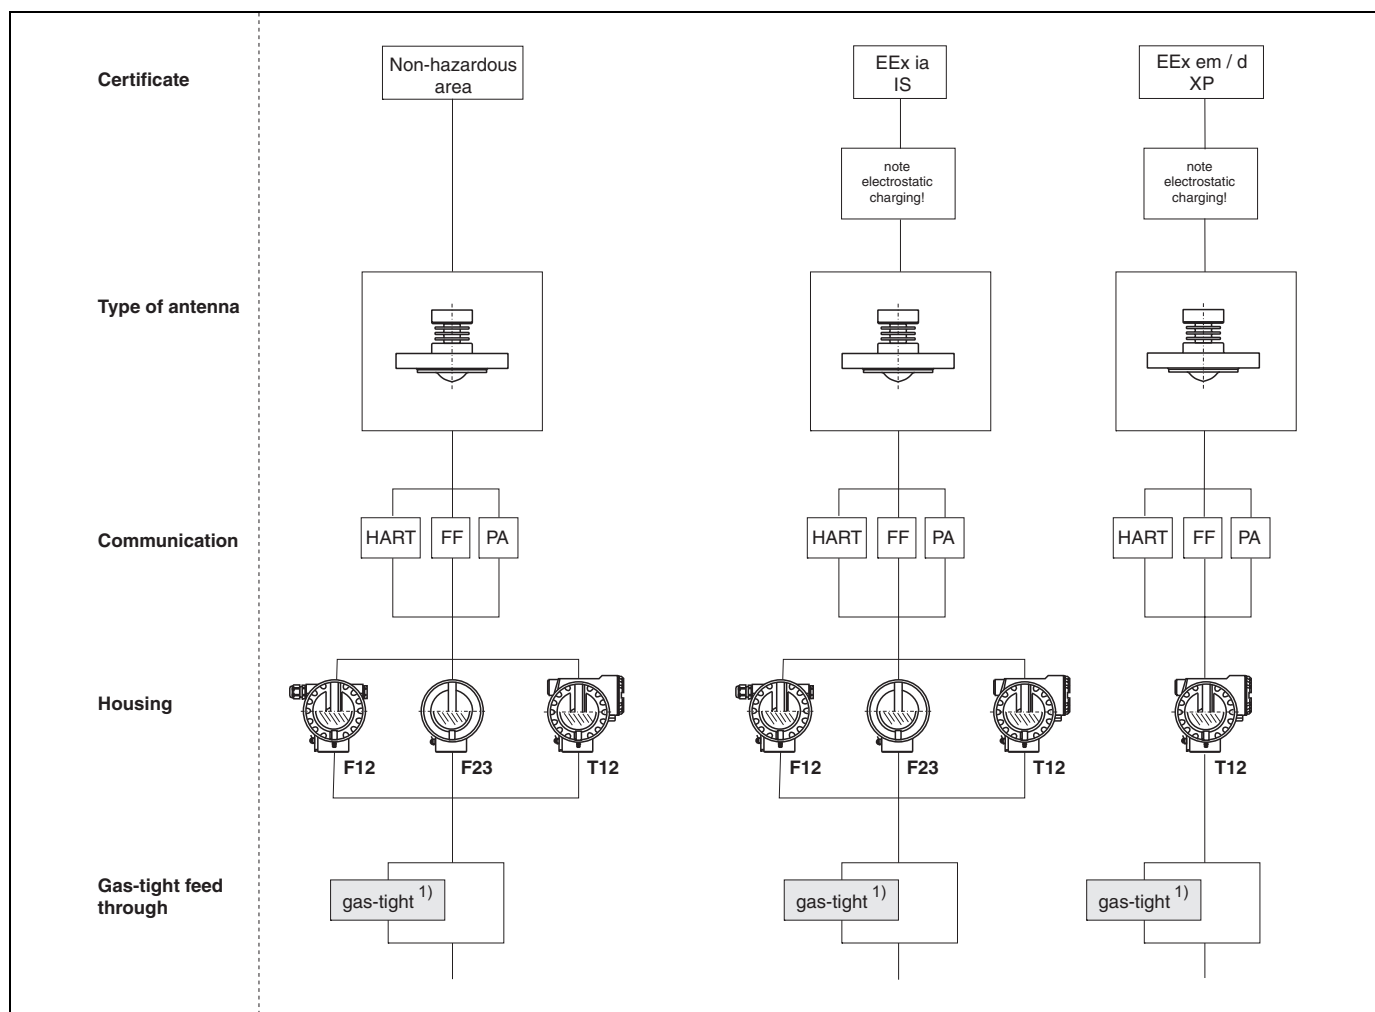 Certificate
Non-hazardous
area
EEx ia
IS
EEx em / d
XP
note
electrostatic
charging!
note
electrostatic
charging!
Type of antenna
Communication
HART FF PA
HART FF PA
HART FF PA
Housing
F12 F23 T12
F12 F23 T12
T12
Gas-tight feed
through
gas-tight 1)
gas-tight 1)
gas-tight 1)